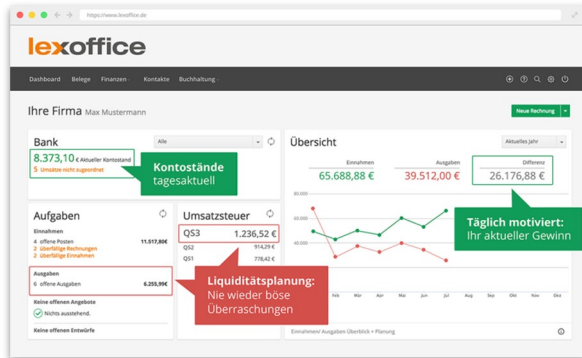 https://www.lexoffice.de
lexoffice
Dashboard Belege Finanzen Kontakte Buchhaltung
Ihre Firma Max Mustermann
Neue Rechnung
Bank
Alle
8.373,10 € Aktueller Kontostand
5 Umsätze nicht zugeordnet
Kontostände
tagesaktuell
Übersicht
Aktuelles Jahr
Einnahmen Ausgaben Differenz
65.688,88 € 39.512,00 € 26.176,88 €
80.000
60.000
40.000
Täglich motiviert:
Ihr aktueller Gewinn
Feb Mär Apr Mai Jun Jul Aug Sep Okt Nov Dez
Einnahmen/ Ausgaben Überblick + Planung
Aufgaben
Einnahmen
4 offene Posten 11.517,80€
2 überfällige Rechnungen
2 überfällige Einnahmen
Ausgaben
6 offene Ausgaben 6.255,99€
Keine offenen Angebote
Nichts ausstehend.
Keine offenen Entwürfe
Umsatzsteuer
QS3 1.236,52 €
QS2 914,29 €
QS1 778,42 €
Liquiditätsplanung:
Nie wieder böse
Überraschungen